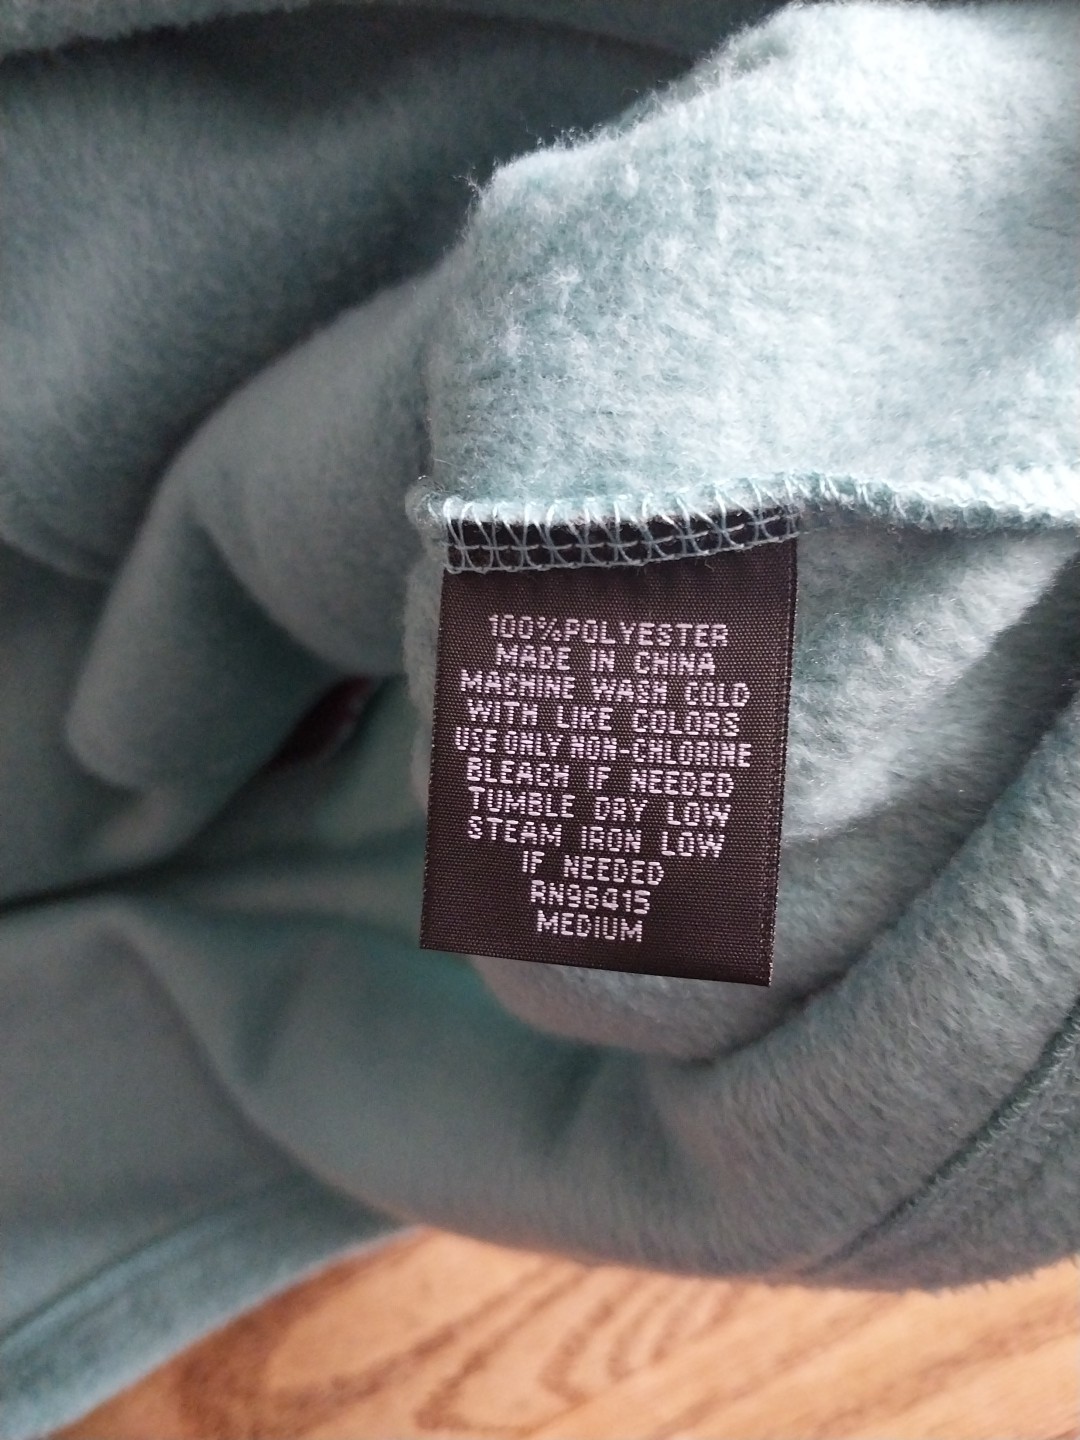 100%POLYESTER
MADE IN CHINA
MACHINE WASH COLD
WITH LIKE COLORS
USE ONLY NON-CHLORINE
BLEACH IF NEEDED
TUMBLE DRY LOW
STEAM IRON LOW
IF NEEDED
RN96415
MEDIUM